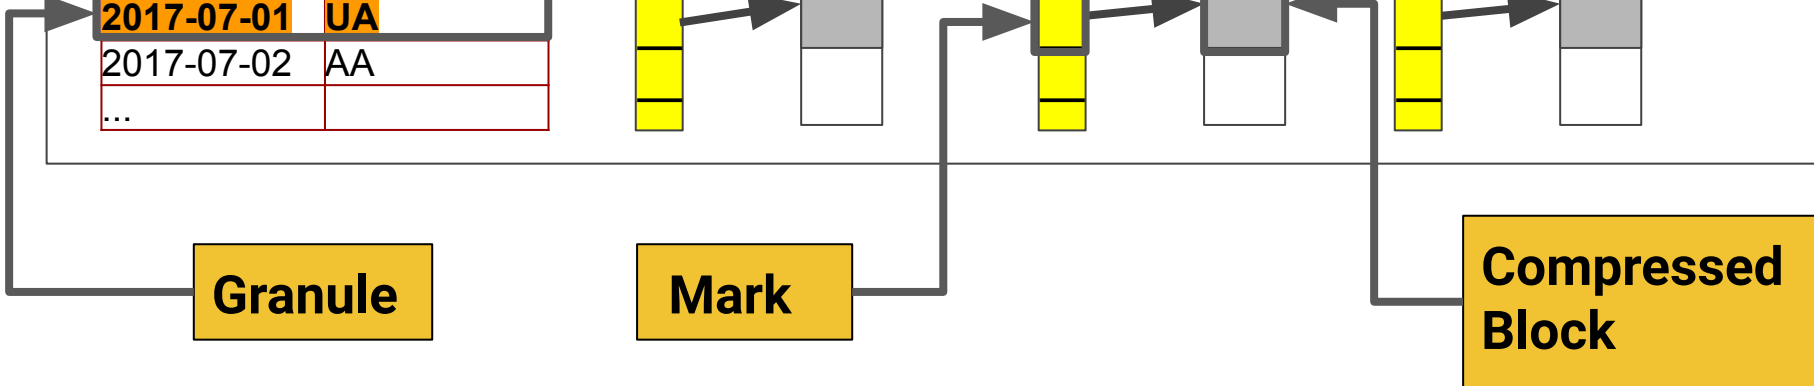 2017-07-01 UA
2017-07-02 AA
...
Granule
Mark
Compressed
Block